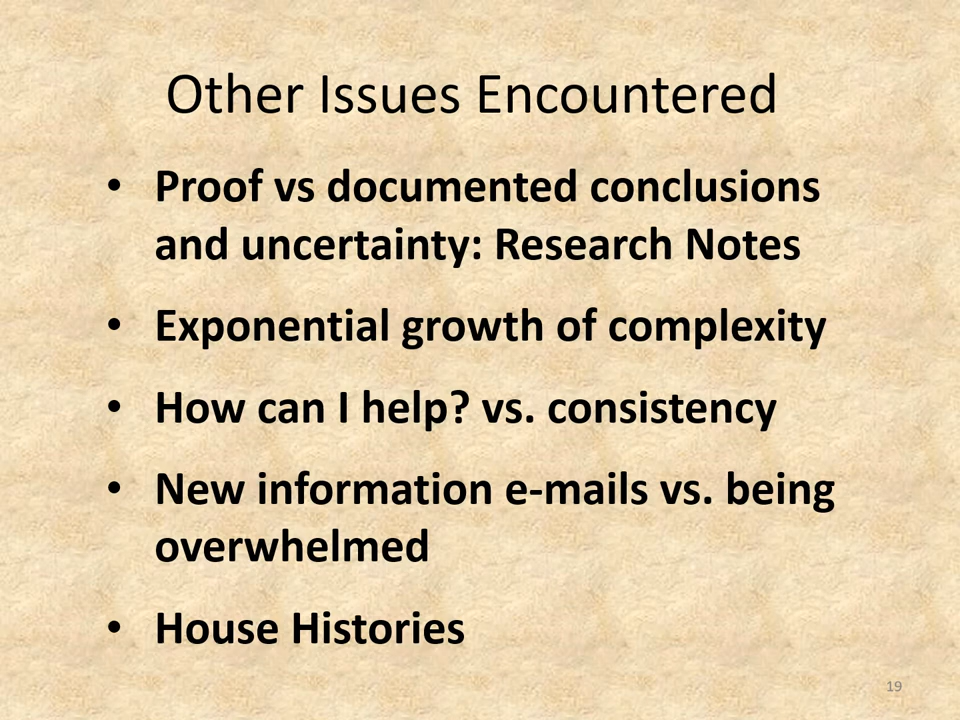 Other Issues Encountered
• Proof vs documented conclusions
and uncertainty: Research Notes
• Exponential growth of complexity
• How can I help? vs. consistency
• New information e-mails vs. being
overwhelmed
• House Histories
19